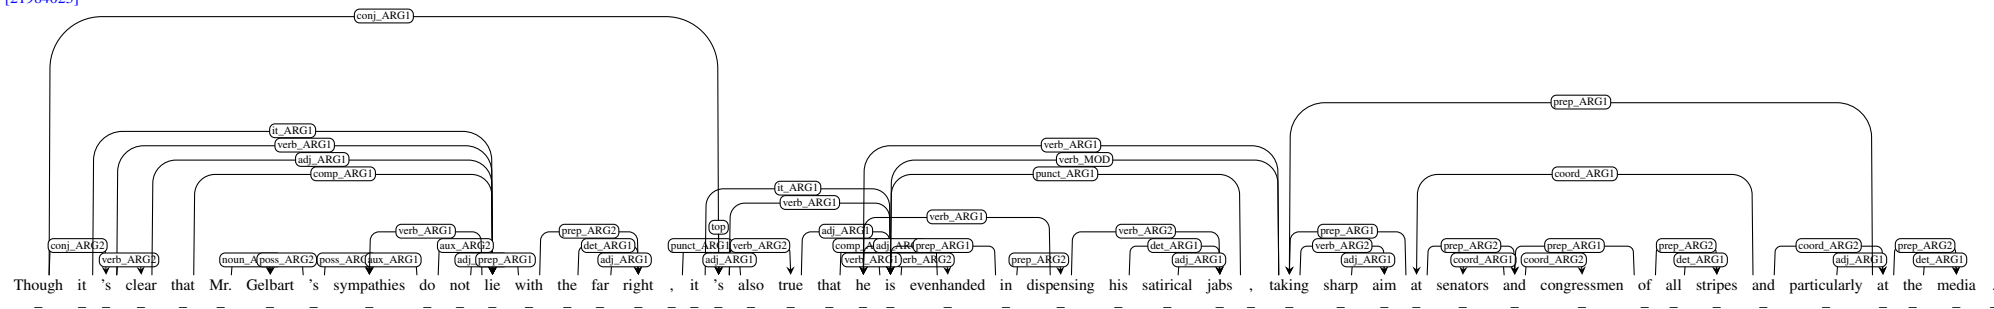 conj_ARG1
prep_ARG1
it_ARG1
verb_ARG1
verb_ARG1
verb_MOD
adj_ARG1
comp_ARG1
punct_ARG1
coord_ARG1
it_ARG1
verb_ARG1
verb_ARG1
top
verb_ARG1 prep_ARG2 adj_ARG1 verb_ARG2 prep_ARG1
conj_ARG2 aux_ARG2 det_ARG1 punct_ARG1 verb_ARG2 prep_ARG1 det_ARG1 verb_ARG2 prep_ARG2 prep_ARG1 prep_ARG2 coord_ARG2 prep_ARG2
verb_ARG2 poss_ARG2 aux_ARG1 prep_ARG1 adj_ARG1 adj_ARG1 verb_ARG1 prep_ARG2 adj_ARG1 adj_ARG1 coord_ARG1 coord_ARG2 det_ARG1 adj_ARG1 det_ARG1
Though it 's clear that Mr. Gelbart 's sympathies do not lie with the far right , it 's also true that he is evenhanded in dispensing his satirical jabs , taking sharp aim at senators and congressmen of all stripes and particularly at the media .